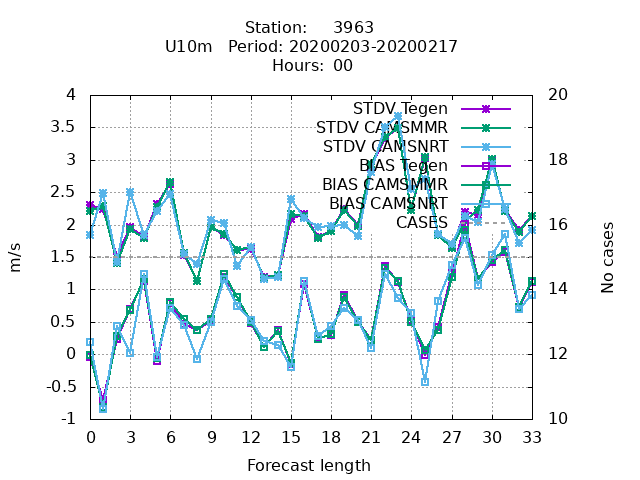 Station: 3963
U10m Period: 20200203-20200217
Hours: 00
STDV Tegen
STDV CAMSMMR
STDV CAMSNRT
BIAS Tegen
BIAS CAMSMMR
BIAS CAMSNRT
CASES
4
3.5
3
2.5
2
1.5
1
0.5
0
-0.5
-1
m/s
20
18
16
14
12
10
No cases
0 3 6 9 12 15 18 21 24 27 30 33
Forecast length